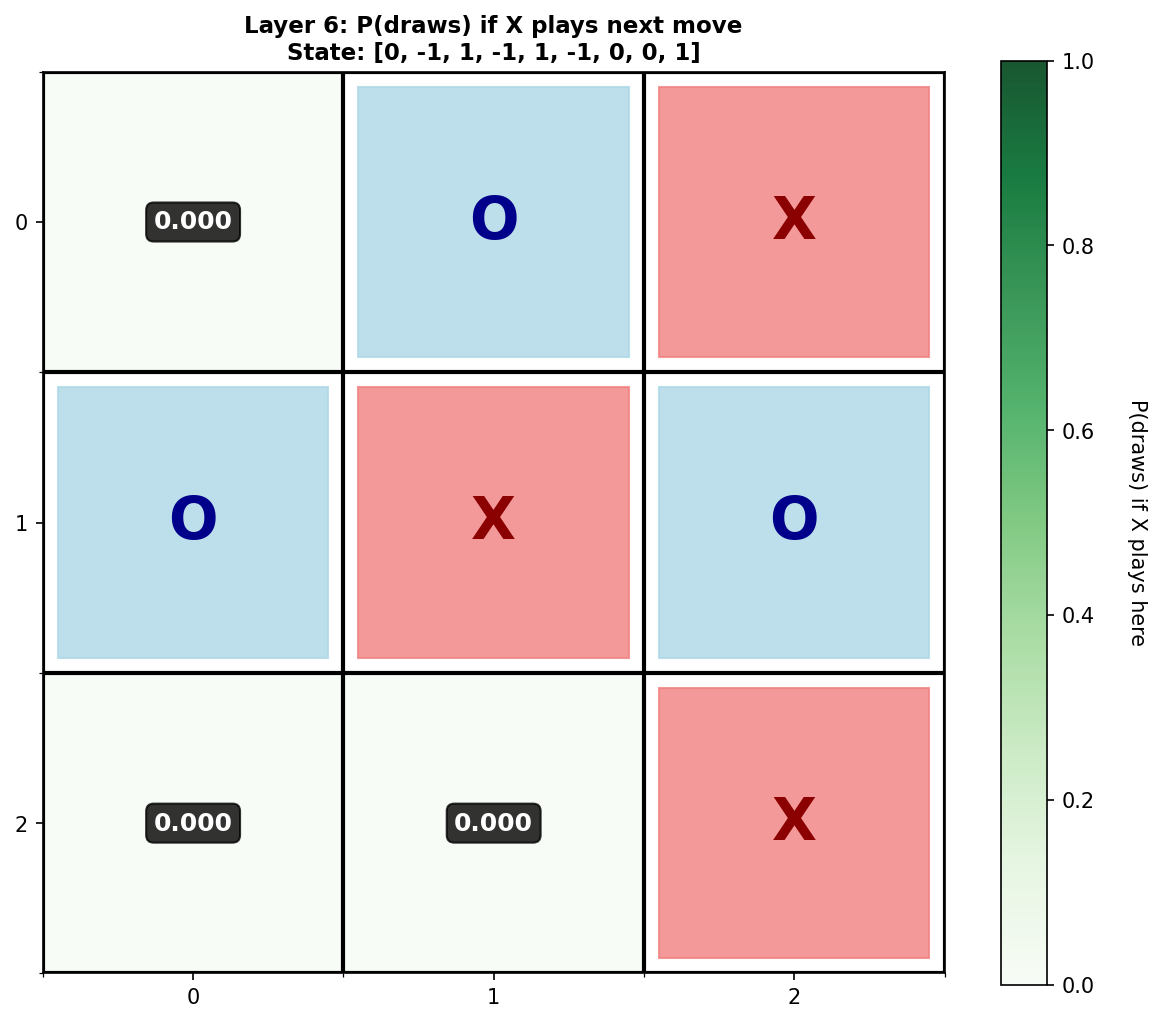 Layer 6: P(draws) if X plays next move
State: [0, -1, 1, -1, 1, -1, 0, 0, 1]
0.000
O
X
O
X
O
0.000
0.000
X
0
1
2
0
1
2
1.0
0.8
0.6
0.4
0.2
0.0
P(draws) if X plays here